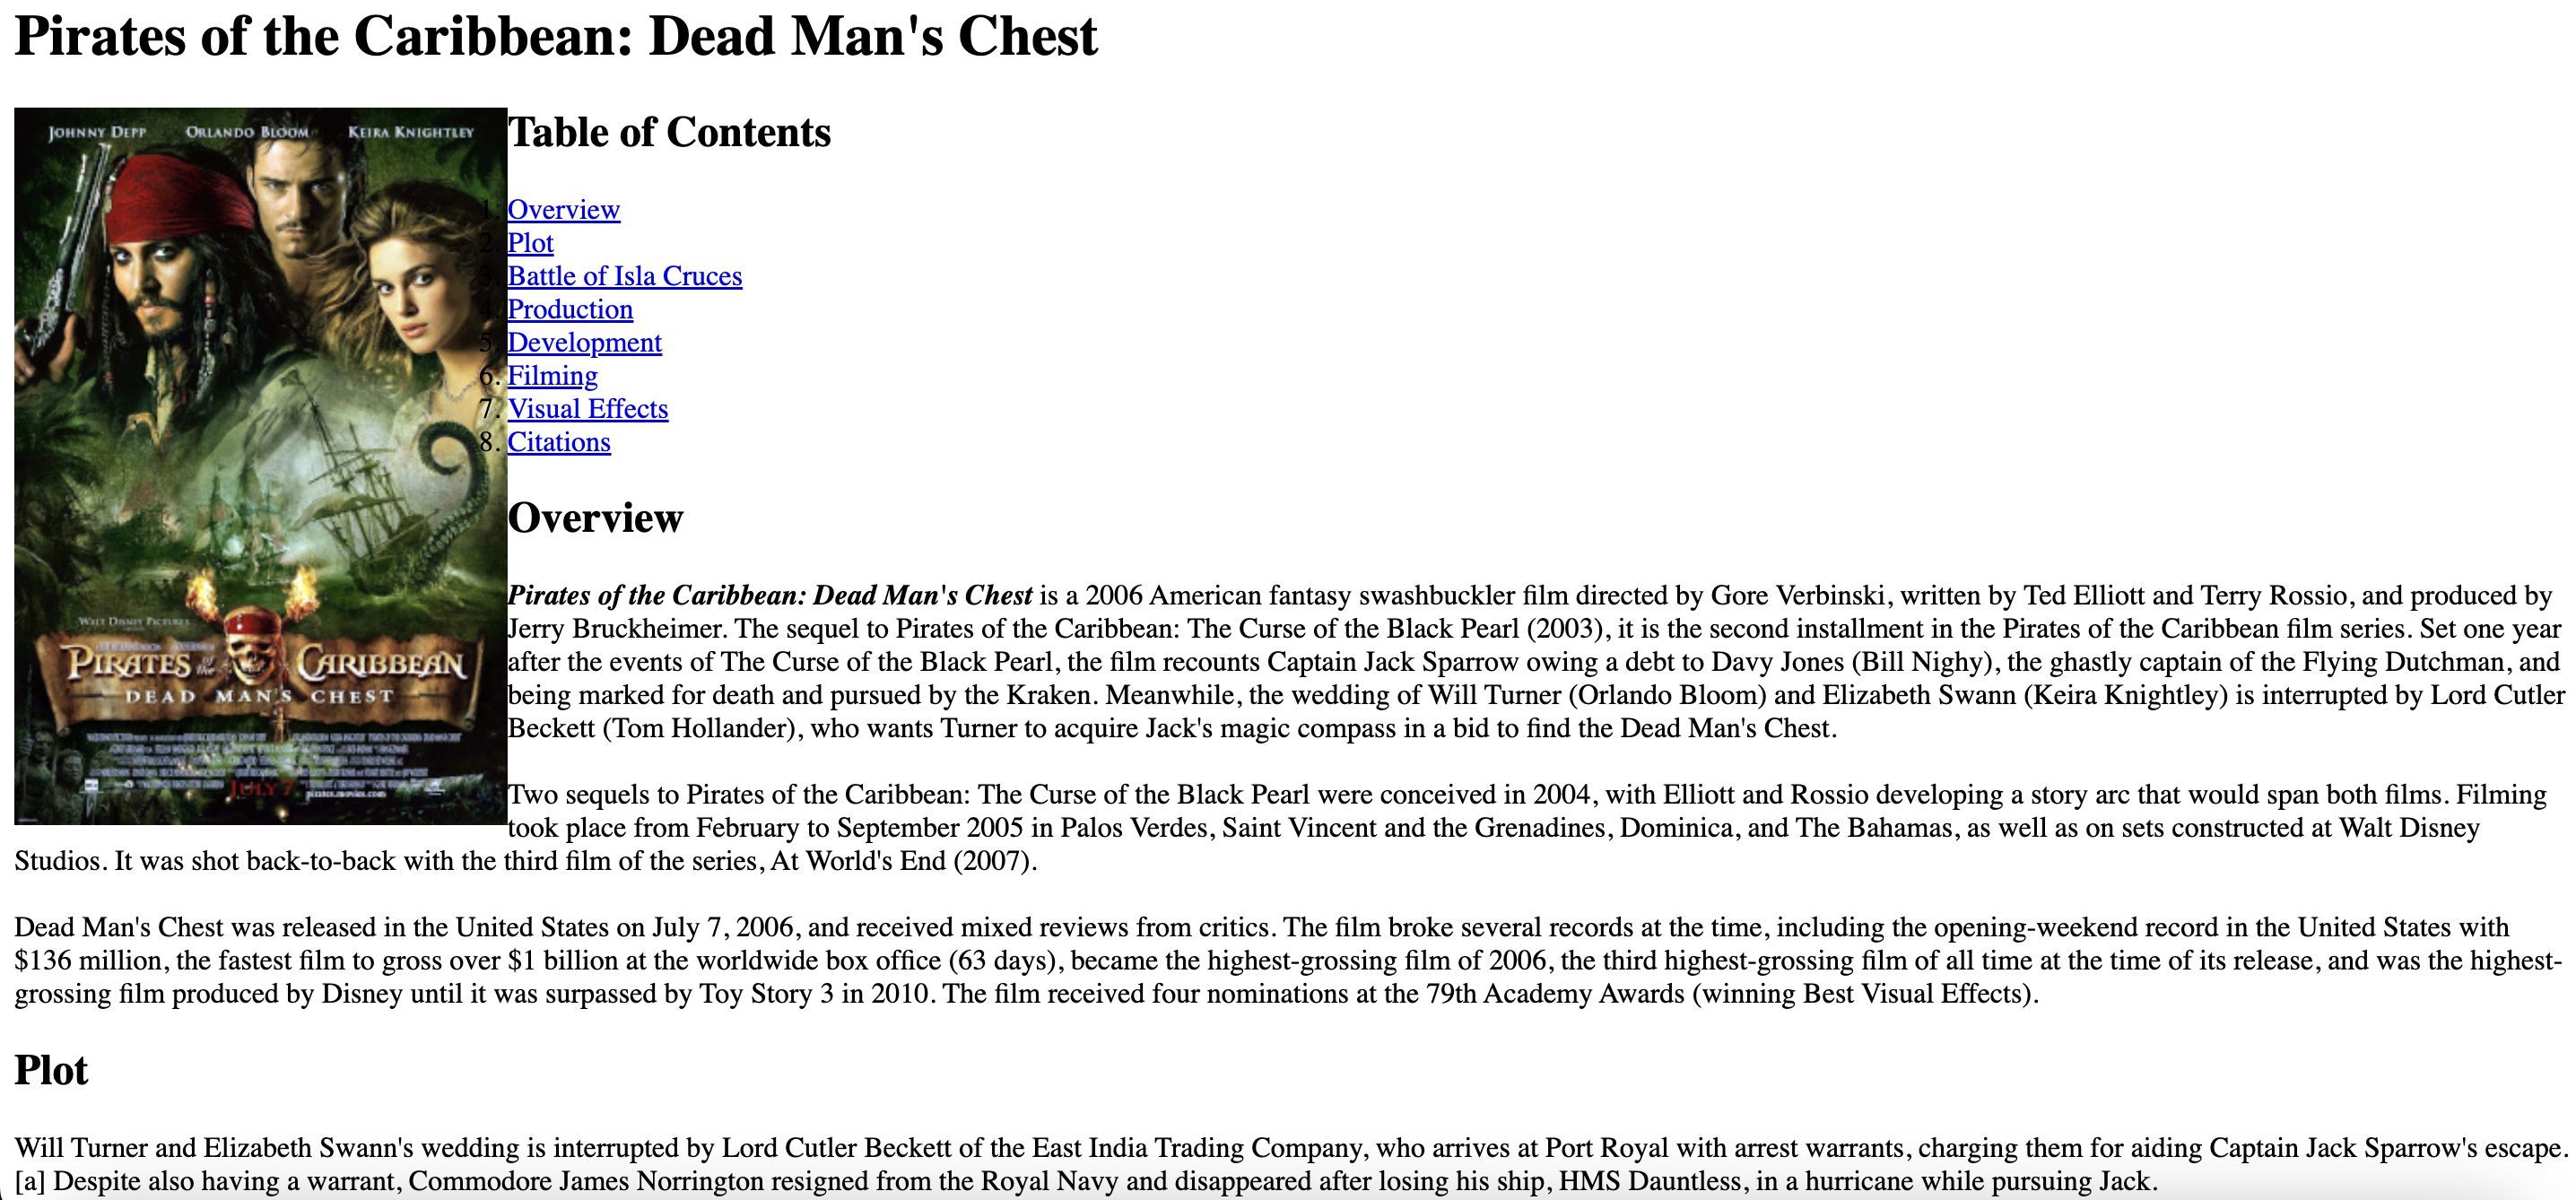 Pirates of the Caribbean: Dead Man's Chest
JOHNNY DEPP ORLANDO BLOOM KEIRA KNIGHTLEY
WALT DISNEY PICTURES
PIRATES of the CARIBBEAN
DEAD MAN'S CHEST
JULY 7
Table of Contents
1. Overview
2. Plot
3. Battle of Isla Cruces
4. Production
5. Development
6. Filming
7. Visual Effects
8. Citations
Overview
Pirates of the Caribbean: Dead Man's Chest is a 2006 American fantasy swashbuckler film directed by Gore Verbinski, written by Ted Elliott and Terry Rossio, and produced by
Jerry Bruckheimer. The sequel to Pirates of the Caribbean: The Curse of the Black Pearl (2003), it is the second installment in the Pirates of the Caribbean film series. Set one year
after the events of The Curse of the Black Pearl, the film recounts Captain Jack Sparrow owing a debt to Davy Jones (Bill Nighy), the ghastly captain of the Flying Dutchman, and
being marked for death and pursued by the Kraken. Meanwhile, the wedding of Will Turner (Orlando Bloom) and Elizabeth Swann (Keira Knightley) is interrupted by Lord Cutler
Beckett (Tom Hollander), who wants Turner to acquire Jack's magic compass in a bid to find the Dead Man's Chest.
Two sequels to Pirates of the Caribbean: The Curse of the Black Pearl were conceived in 2004, with Elliott and Rossio developing a story arc that would span both films. Filming
took place from February to September 2005 in Palos Verdes, Saint Vincent and the Grenadines, Dominica, and The Bahamas, as well as on sets constructed at Walt Disney
Studios. It was shot back-to-back with the third film of the series, At World's End (2007).
Dead Man's Chest was released in the United States on July 7, 2006, and received mixed reviews from critics. The film broke several records at the time, including the opening-weekend record in the United States with
$136 million, the fastest film to gross over $1 billion at the worldwide box office (63 days), became the highest-grossing film of 2006, the third highest-grossing film of all time at the time of its release, and was the highest-
grossing film produced by Disney until it was surpassed by Toy Story 3 in 2010. The film received four nominations at the 79th Academy Awards (winning Best Visual Effects).
Plot
Will Turner and Elizabeth Swann's wedding is interrupted by Lord Cutler Beckett of the East India Trading Company, who arrives at Port Royal with arrest warrants, charging them for aiding Captain Jack Sparrow's escape.
[a] Despite also having a warrant, Commodore James Norrington resigned from the Royal Navy and disappeared after losing his ship, HMS Dauntless, in a hurricane while pursuing Jack.